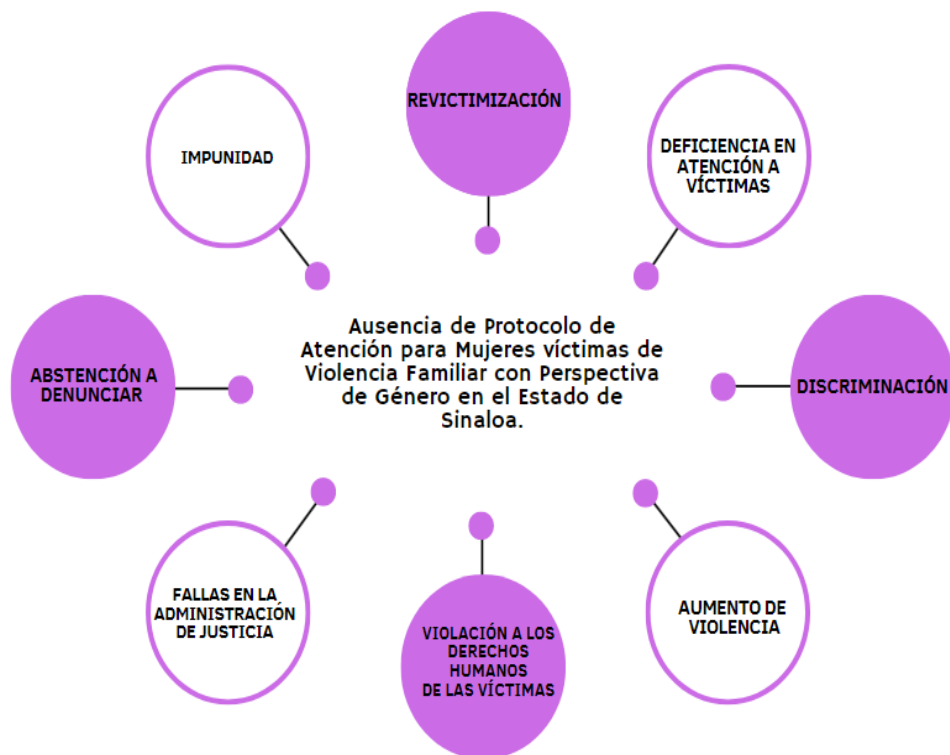 REVICTIMIZACIÓN
IMPUNIDAD
DEFICIENCIA EN
ATENCIÓN A
VÍCTIMAS
Ausencia de Protocolo de
Atención para Mujeres víctimas de
Violencia Familiar con Perspectiva
de Género en el Estado de
Sinaloa.
ABSTENCIÓN A
DENUNCIAR
DISCRIMINACIÓN
FALLAS EN LA
ADMINISTRACIÓN
DE JUSTICIA
VIOLACIÓN A LOS
DERECHOS
HUMANOS
DE LAS VÍCTIMAS
AUMENTO DE
VIOLENCIA